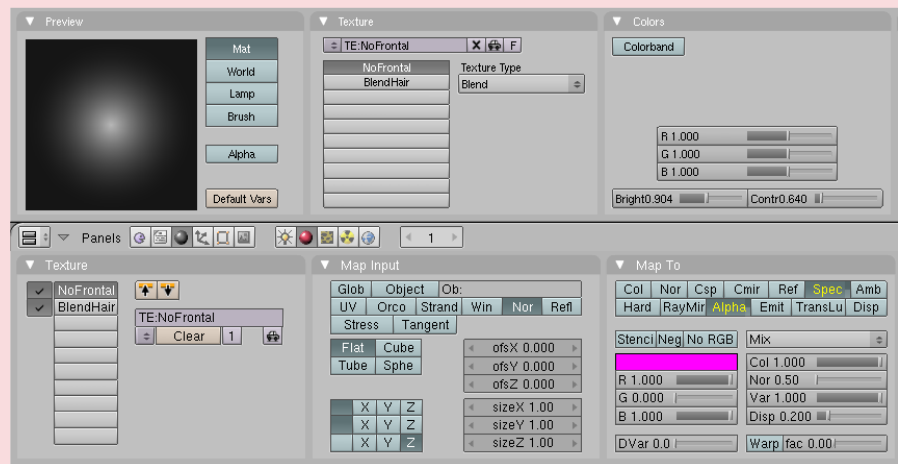 Preview
Mat
World
Lamp
Brush
Alpha
Default Vars
Texture
TE:NoFrontal X F
NoFrontal
BlendHair
Texture Type
Blend
Colors
Colorband
R 1.000
G 1.000
B 1.000
Bright0.904 Contr0.640
Panels 1
Texture
NoFrontal
BlendHair
TE:NoFrontal
Clear 1
Map Input
Glob Object Ob:
UV Orco Strand Win Nor Refl
Stress Tangent
Flat Cube
Tube Sphe
ofsX 0.000
ofsY 0.000
ofsZ 0.000
X Y Z
X Y Z
X Y Z
sizeX 1.00
sizeY 1.00
sizeZ 1.00
Map To
Col Nor Csp Cmir Ref Spec Amb
Hard RayMir Alpha Emit TransLu Disp
Stenci Neg No RGB Mix
R 1.000
G 0.000
B 1.000
DVar 0.0
Col 1.000
Nor 0.50
Var 1.000
Disp 0.200
Warp fac 0.00